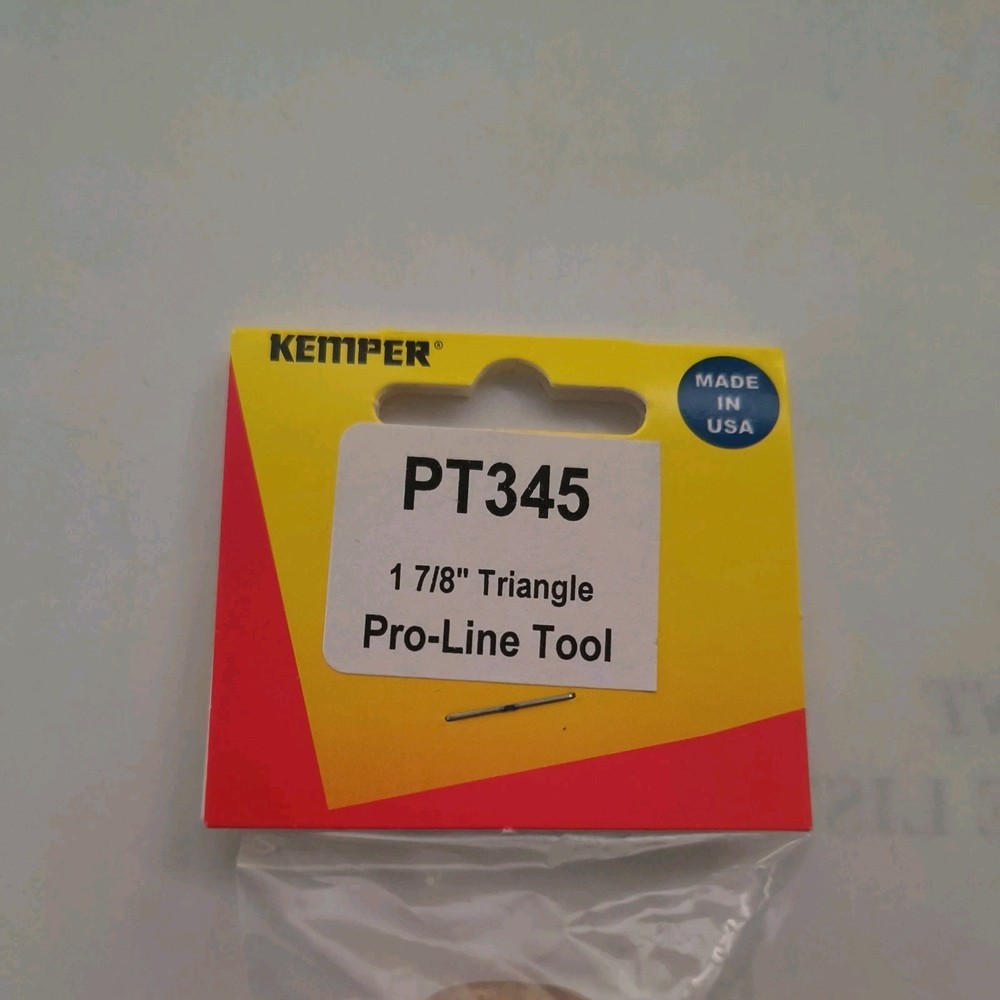 KEMPER®
MADE
IN
USA
PT345
1 7/8" Triangle
Pro-Line Tool